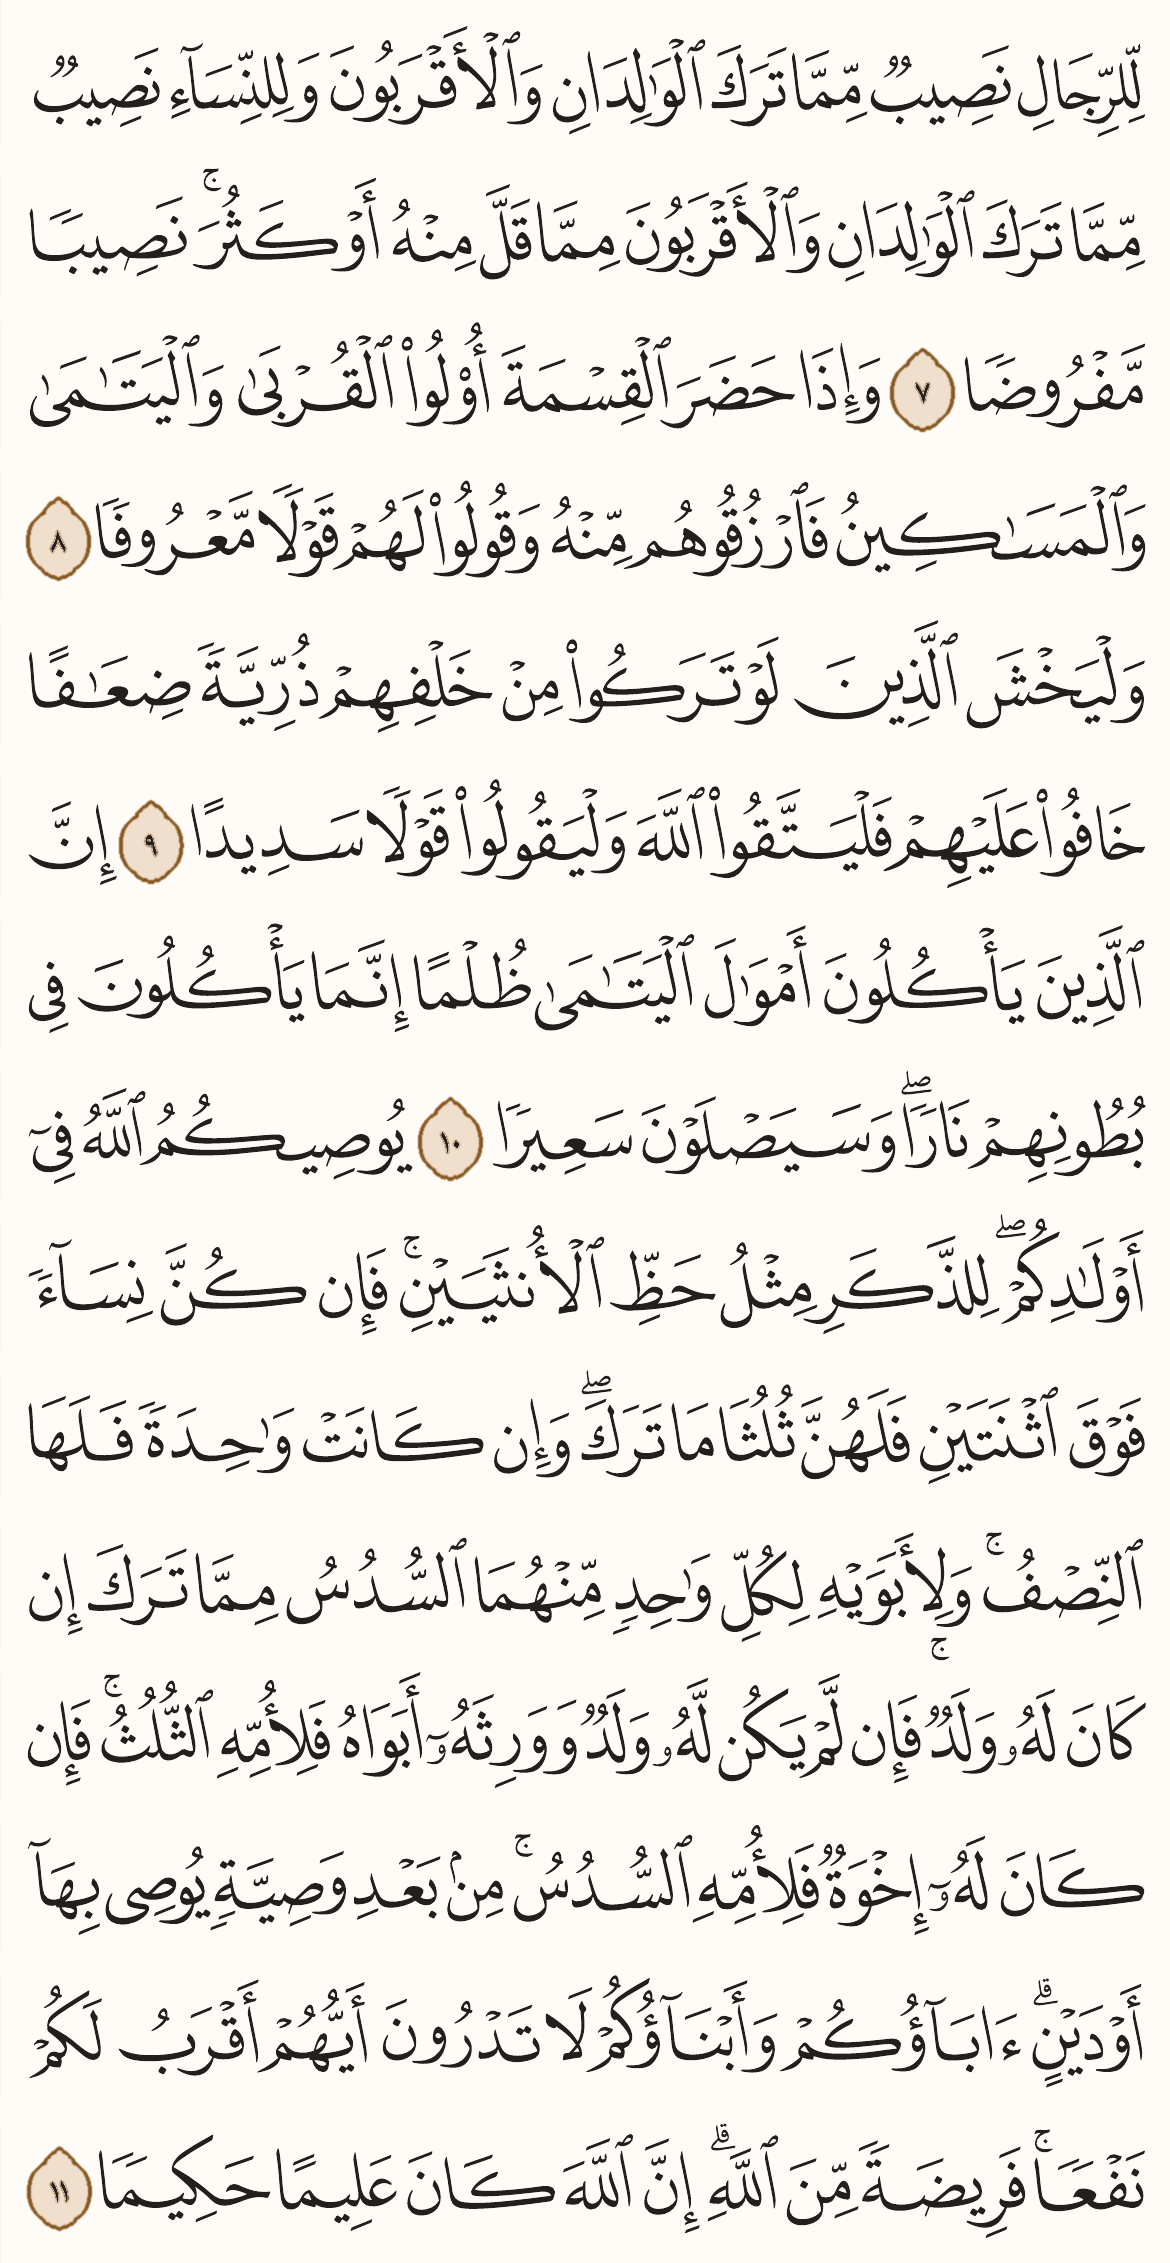 لِّلرِّجَالِ نَصِيبٞ مِّمَّا تَرَكَ ٱلۡوَٰلِدَانِ وَٱلۡأَقۡرَبُونَ وَلِلنِّسَآءِ نَصِيبٞ
مِّمَّا تَرَكَ ٱلۡوَٰلِدَانِ وَٱلۡأَقۡرَبُونَ مِمَّا قَلَّ مِنۡهُ أَوۡ كَثُرَۚ نَصِيبٗا
مَّفۡرُوضٗا ٧ وَإِذَا حَضَرَ ٱلۡقِسۡمَةَ أُوْلُواْ ٱلۡقُرۡبَىٰ وَٱلۡيَتَٰمَىٰ
وَٱلۡمَسَٰكِينُ فَٱرۡزُقُوهُم مِّنۡهُ وَقُولُواْ لَهُمۡ قَوۡلٗا مَّعۡرُوفٗا ٨
وَلۡيَخۡشَ ٱلَّذِينَ لَوۡ تَرَكُواْ مِنۡ خَلۡفِهِمۡ ذُرِّيَّةٗ ضِعَٰفًا
خَافُواْ عَلَيۡهِمۡ فَلۡيَتَّقُواْ ٱللَّهَ وَلۡيَقُولُواْ قَوۡلٗا سَدِيدًا ٩ إِنَّ
ٱلَّذِينَ يَأۡكُلُونَ أَمۡوَٰلَ ٱلۡيَتَٰمَىٰ ظُلۡمًا إِنَّمَا يَأۡكُلُونَ فِي
بُطُونِهِمۡ نَارٗاۖ وَسَيَصۡلَوۡنَ سَعِيرٗا ١٠ يُوصِيكُمُ ٱللَّهُ فِيٓ
أَوۡلَٰدِكُمۡۖ لِلذَّكَرِ مِثۡلُ حَظِّ ٱلۡأُنثَيَيۡنِۚ فَإِن كُنَّ نِسَآءٗ
فَوۡقَ ٱثۡنَتَيۡنِ فَلَهُنَّ ثُلُثَا مَا تَرَكَۖ وَإِن كَانَتۡ وَٰحِدَةٗ فَلَهَا
ٱلنِّصۡفُۚ وَلِأَبَوَيۡهِ لِكُلِّ وَٰحِدٖ مِّنۡهُمَا ٱلسُّدُسُ مِمَّا تَرَكَ إِن
كَانَ لَهُۥ وَلَدٞۚ فَإِن لَّمۡ يَكُن لَّهُۥ وَلَدٞ وَوَرِثَهُۥٓ أَبَوَاهُ فَلِأُمِّهِ ٱلثُّلُثُۚ فَإِن
كَانَ لَهُۥٓ إِخۡوَةٞ فَلِأُمِّهِ ٱلسُّدُسُۚ مِنۢ بَعۡدِ وَصِيَّةٖ يُوصِي بِهَآ
أَوۡ دَيۡنٍۗ ءَابَآؤُكُمۡ وَأَبۡنَآؤُكُمۡ لَا تَدۡرُونَ أَيُّهُمۡ أَقۡرَبُ لَكُمۡ
نَفۡعٗاۚ فَرِيضَةٗ مِّنَ ٱللَّهِۗ إِنَّ ٱللَّهَ كَانَ عَلِيمًا حَكِيمٗا ١١